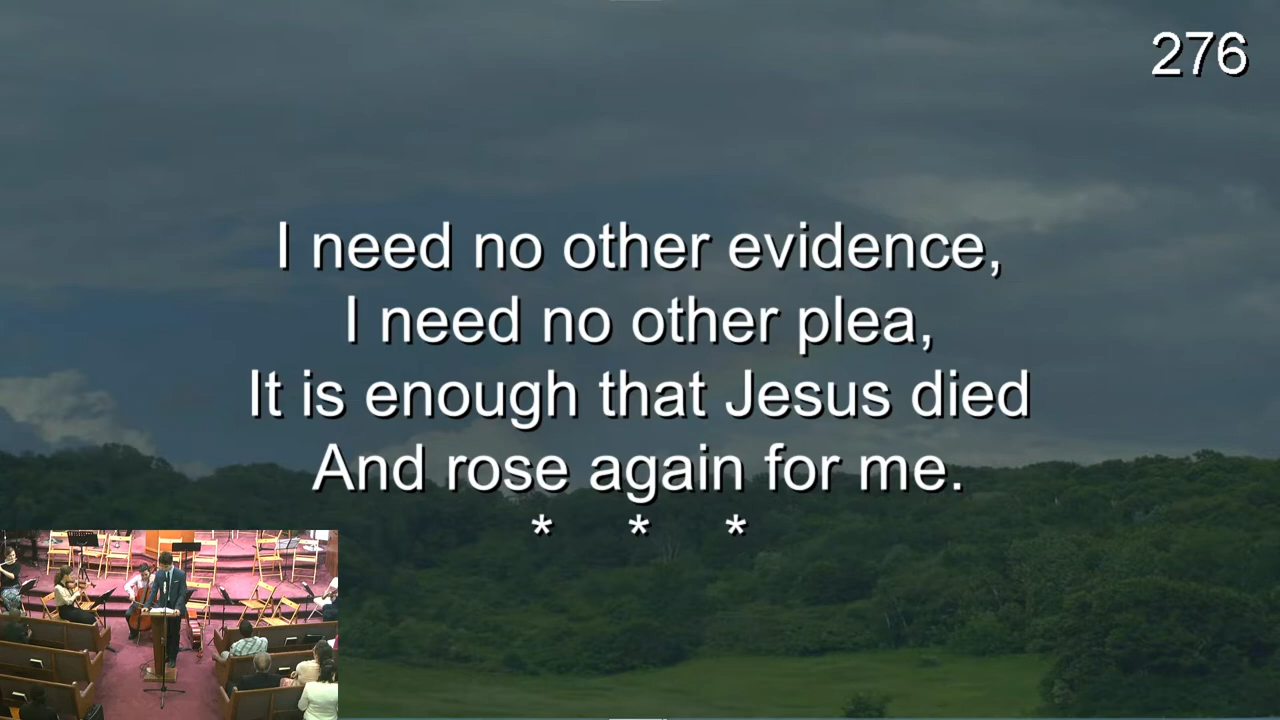 276
I need no other evidence,
I need no other plea,
It is enough that Jesus died
And rose again for me.
* * *